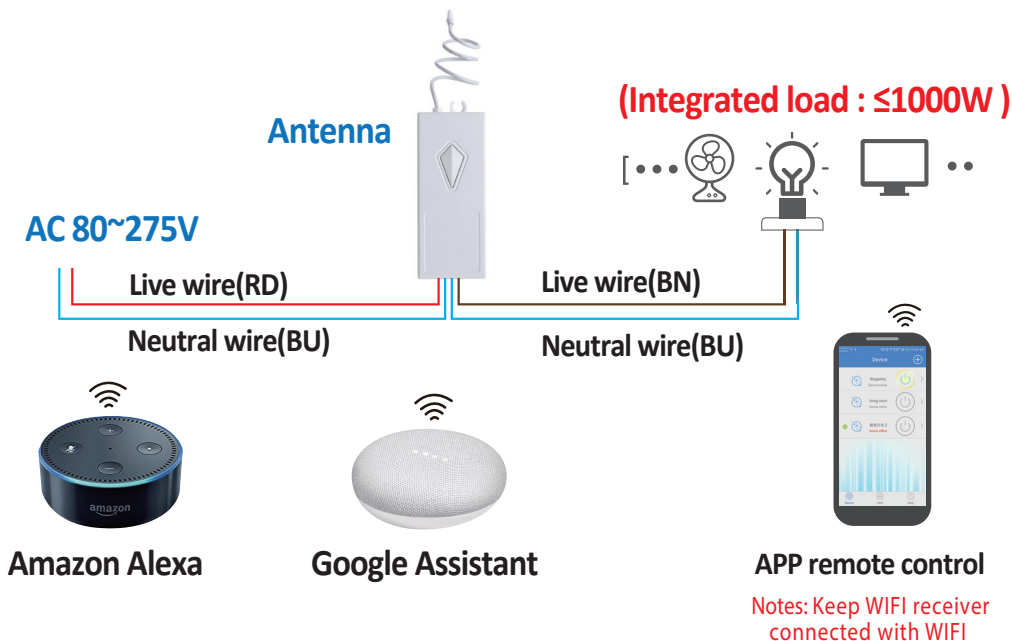 (Integrated load : ≤1000W )
Antenna
AC 80~275V
Live wire(RD)
Neutral wire(BU)
Live wire(BN)
Neutral wire(BU)
Device
amazon
Amazon Alexa
Google Assistant
APP remote control
Notes: Keep WIFI receiver
connected with WIFI